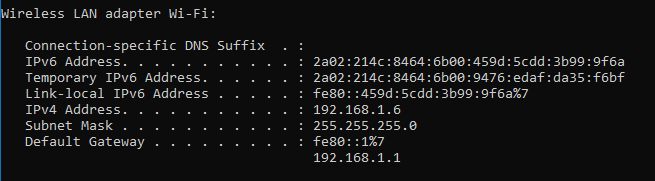 Wireless LAN adapter Wi-Fi:
Connection-specific DNS Suffix  . :
IPv6 Address. . . . . . . . . . . : 2a02:214c:8464:6b00:459d:5cdd:3b99:9f6a
Temporary IPv6 Address. . . . . . : 2a02:214c:8464:6b00:9476:edaf:da35:f6bf
Link-local IPv6 Address . . . . . : fe80::459d:5cdd:3b99:9f6a%7
IPv4 Address. . . . . . . . . . . : 192.168.1.6
Subnet Mask . . . . . . . . . . . : 255.255.255.0
Default Gateway . . . . . . . . . : fe80::1%7
192.168.1.1